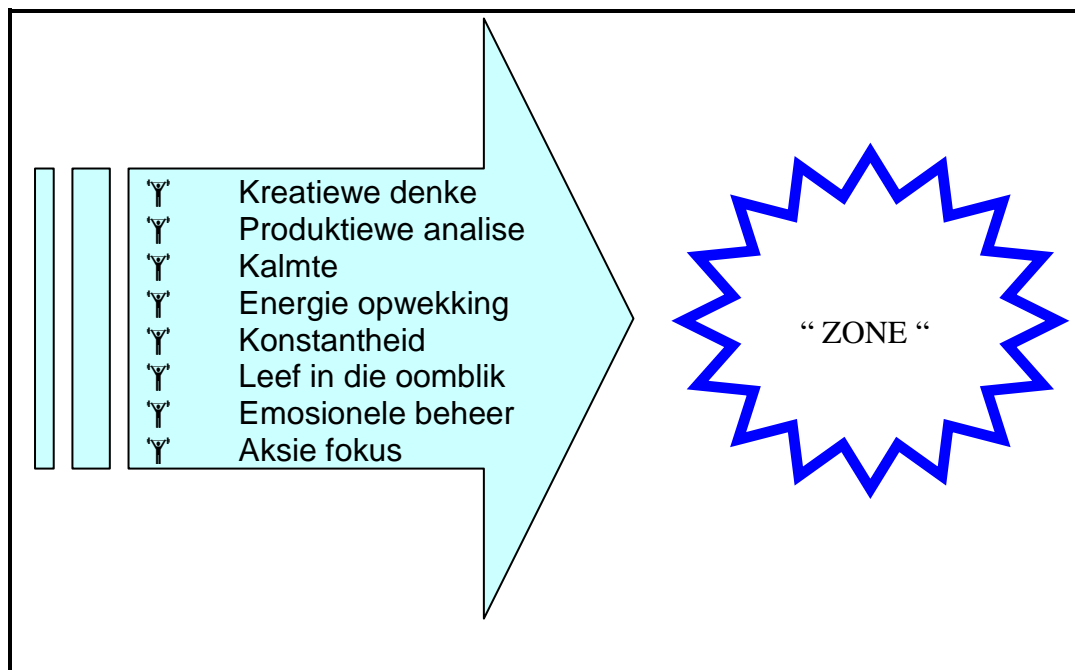 Kreatiewe denke
Produktiewe analise
Kalmte
Energie opwekking
Konstantheid
Leef in die oomblik
Emosionele beheer
Aksie fokus
“ ZONE “